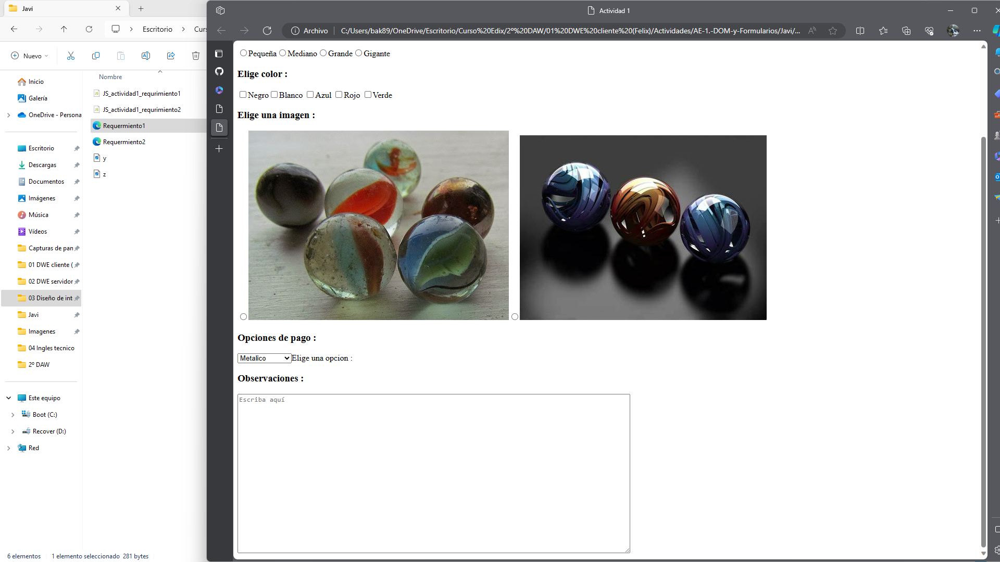 Javi
Escritorio
Curs
Nuevo
Nombre
Inicio
Galería
OneDrive - Persona
Escritorio
Descargas
Documentos
Imágenes
Música
Vídeos
Capturas de pan
01 DWE cliente (
02 DWE servidor
03 Diseño de int
Javi
Imagenes
04 Ingles tecnico
2º DAW
Este equipo
Boot (C:)
Recover (D:)
Red
JS_actividad1_requrimiento1
JS_actividad1_requrimiento2
Requermiento1
Requermiento2
y
z
6 elementos
1 elemento seleccionado 281 bytes
Actividad 1
Archivo
C:/Users/bak89/OneDrive/Escritorio/Curso%20Edix/2º%20DAW/01%20DWE%20cliente%20(Felix)/Actividades/AE-1.-DOM-y-Formularios/Javi/...
Pequeña Mediano Grande Gigante
Elige color :
Negro Blanco Azul Rojo Verde
Elige una imagen :
Opciones de pago :
Metalico Elige una opcion :
Observaciones :
Escriba aquí